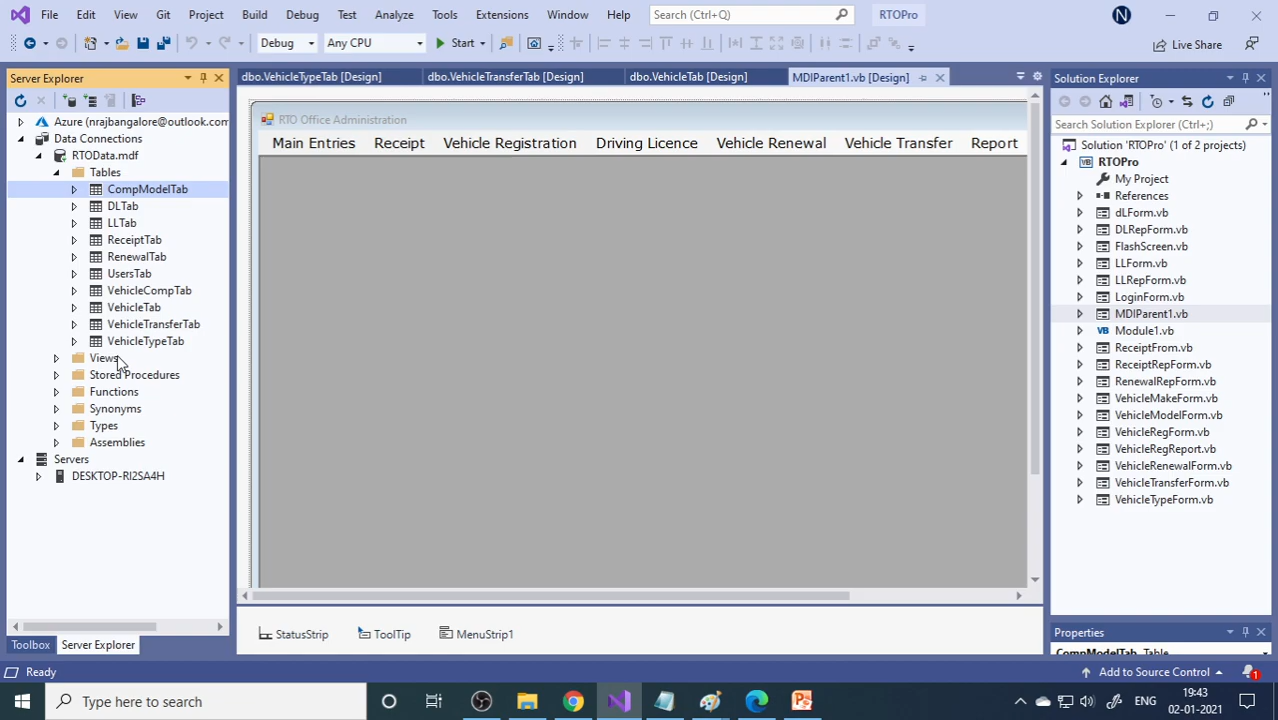 File Edit View Git Project Build Debug Test Analyze Tools Extensions Window Help Search (Ctrl+Q) RTOPro N
Debug Any CPU Start Live Share
Server Explorer
dbo.VehicleTypeTab [Design] dbo.VehicleTransferTab [Design] dbo.VehicleTab [Design] MDIParent1.vb [Design]
Azure (nrajbangalore@outlook.com
Data Connections
RTOData.mdf
Tables
CompModelTab
DLTab
LLTab
ReceiptTab
RenewalTab
UsersTab
VehicleCompTab
VehicleTab
VehicleTransferTab
VehicleTypeTab
Views
Stored Procedures
Functions
Synonyms
Types
Assemblies
Servers
DESKTOP-RI2SA4H
Toolbox Server Explorer
RTO Office Administration
Main Entries Receipt Vehicle Registration Driving Licence Vehicle Renewal Vehicle Transfer Report
StatusStrip ToolTip MenuStrip1
Solution Explorer
Search Solution Explorer (Ctrl+;)
Solution 'RTOPro' (1 of 2 projects)
VB RTOPro
My Project
References
dLForm.vb
DLRepForm.vb
FlashScreen.vb
LLForm.vb
LLRepForm.vb
LoginForm.vb
MDIParent1.vb
VB Module1.vb
ReceiptFrom.vb
ReceiptRepForm.vb
RenewalRepForm.vb
VehicleMakeForm.vb
VehicleModelForm.vb
VehicleRegForm.vb
VehicleRegReport.vb
VehicleRenewalForm.vb
VehicleTransferForm.vb
VehicleTypeForm.vb
Properties
CompModelTab Table
Ready Add to Source Control 1
Type here to search ENG 19:43
02-01-2021